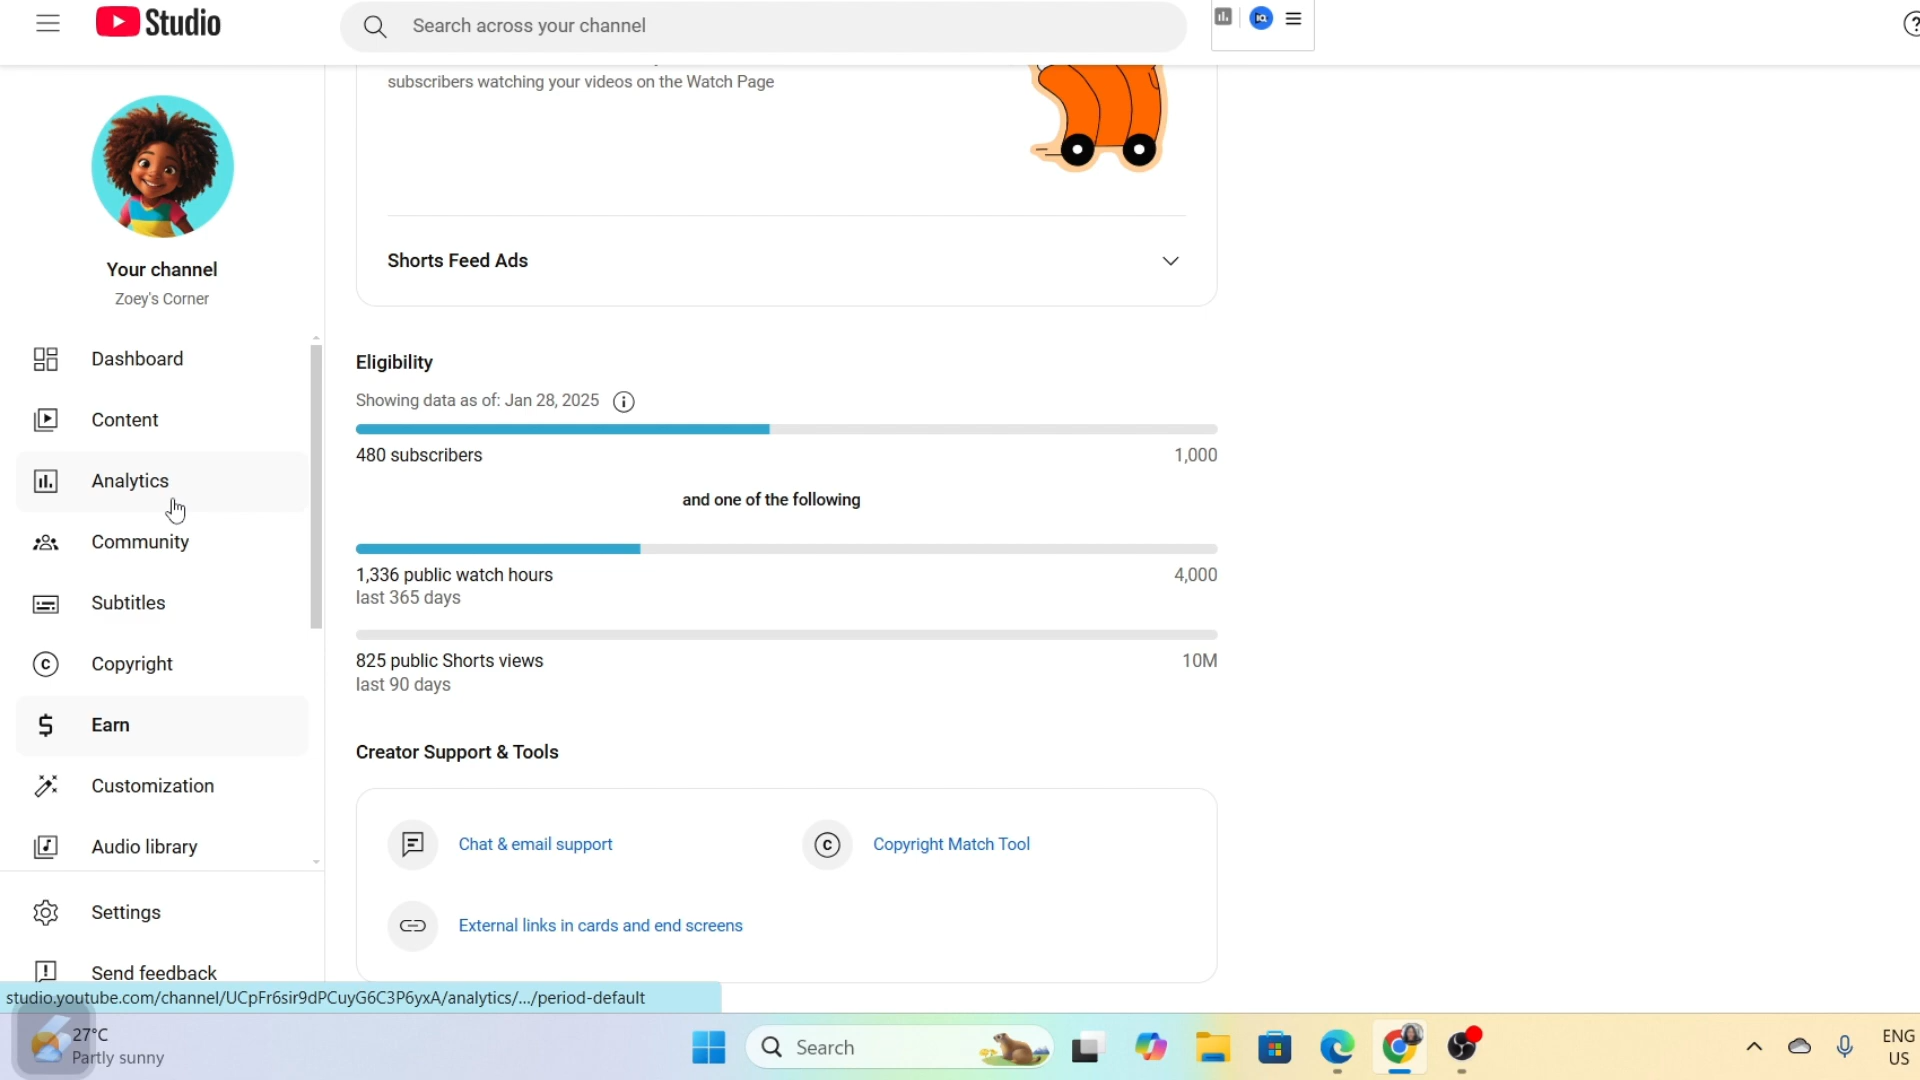 Studio
Search across your channel
subscribers watching your videos on the Watch Page
Shorts Feed Ads
Your channel
Zoey's Corner
Dashboard
Content
Analytics
Community
Subtitles
Copyright
Earn
Customization
Audio library
Settings
Send feedback
Eligibility
Showing data as of: Jan 28, 2025
480 subscribers 1,000
and one of the following
1,336 public watch hours 4,000
last 365 days
825 public Shorts views 10M
last 90 days
Creator Support & Tools
Chat & email support
Copyright Match Tool
External links in cards and end screens
studio.youtube.com/channel/UCpFr6sir9dPCuyG6C3P6yxA/analytics/.../period-default
27°C
Partly sunny
Search
ENG
US